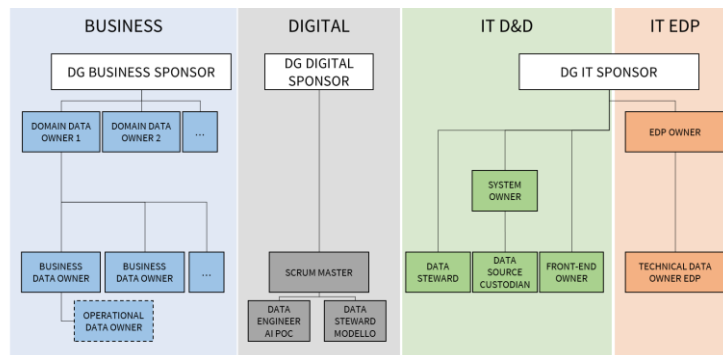 BUSINESS
DIGITAL
IT D&D
IT EDP
DG BUSINESS SPONSOR
DG DIGITAL
SPONSOR
DG IT SPONSOR
DOMAIN DATA
OWNER 1
DOMAIN DATA
OWNER 2
...
EDP OWNER
SYSTEM
OWNER
BUSINESS
DATA OWNER
BUSINESS
DATA OWNER
...
SCRUM MASTER
DATA
STEWARD
DATA
SOURCE
CUSTODIAN
FRONT-END
OWNER
TECHNICAL DATA
OWNER EDP
OPERATIONAL
DATA OWNER
DATA
ENGINEER
AI POC
DATA
STEWARD
MODELLO